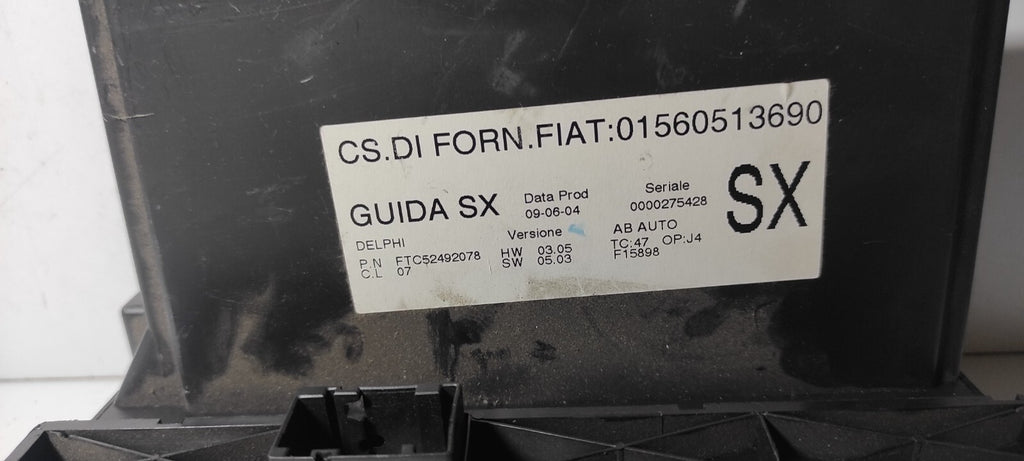 CS.DI FORN.FIAT:01560513690
GUIDA SX
Data Prod
09-06-04
Seriale
0000275428
SX
DELPHI
P.N FTC52492078
C.L 07
Versione
HW 03.05
SW 05.03
AB AUTO
TC:47 OP:J4
F15898